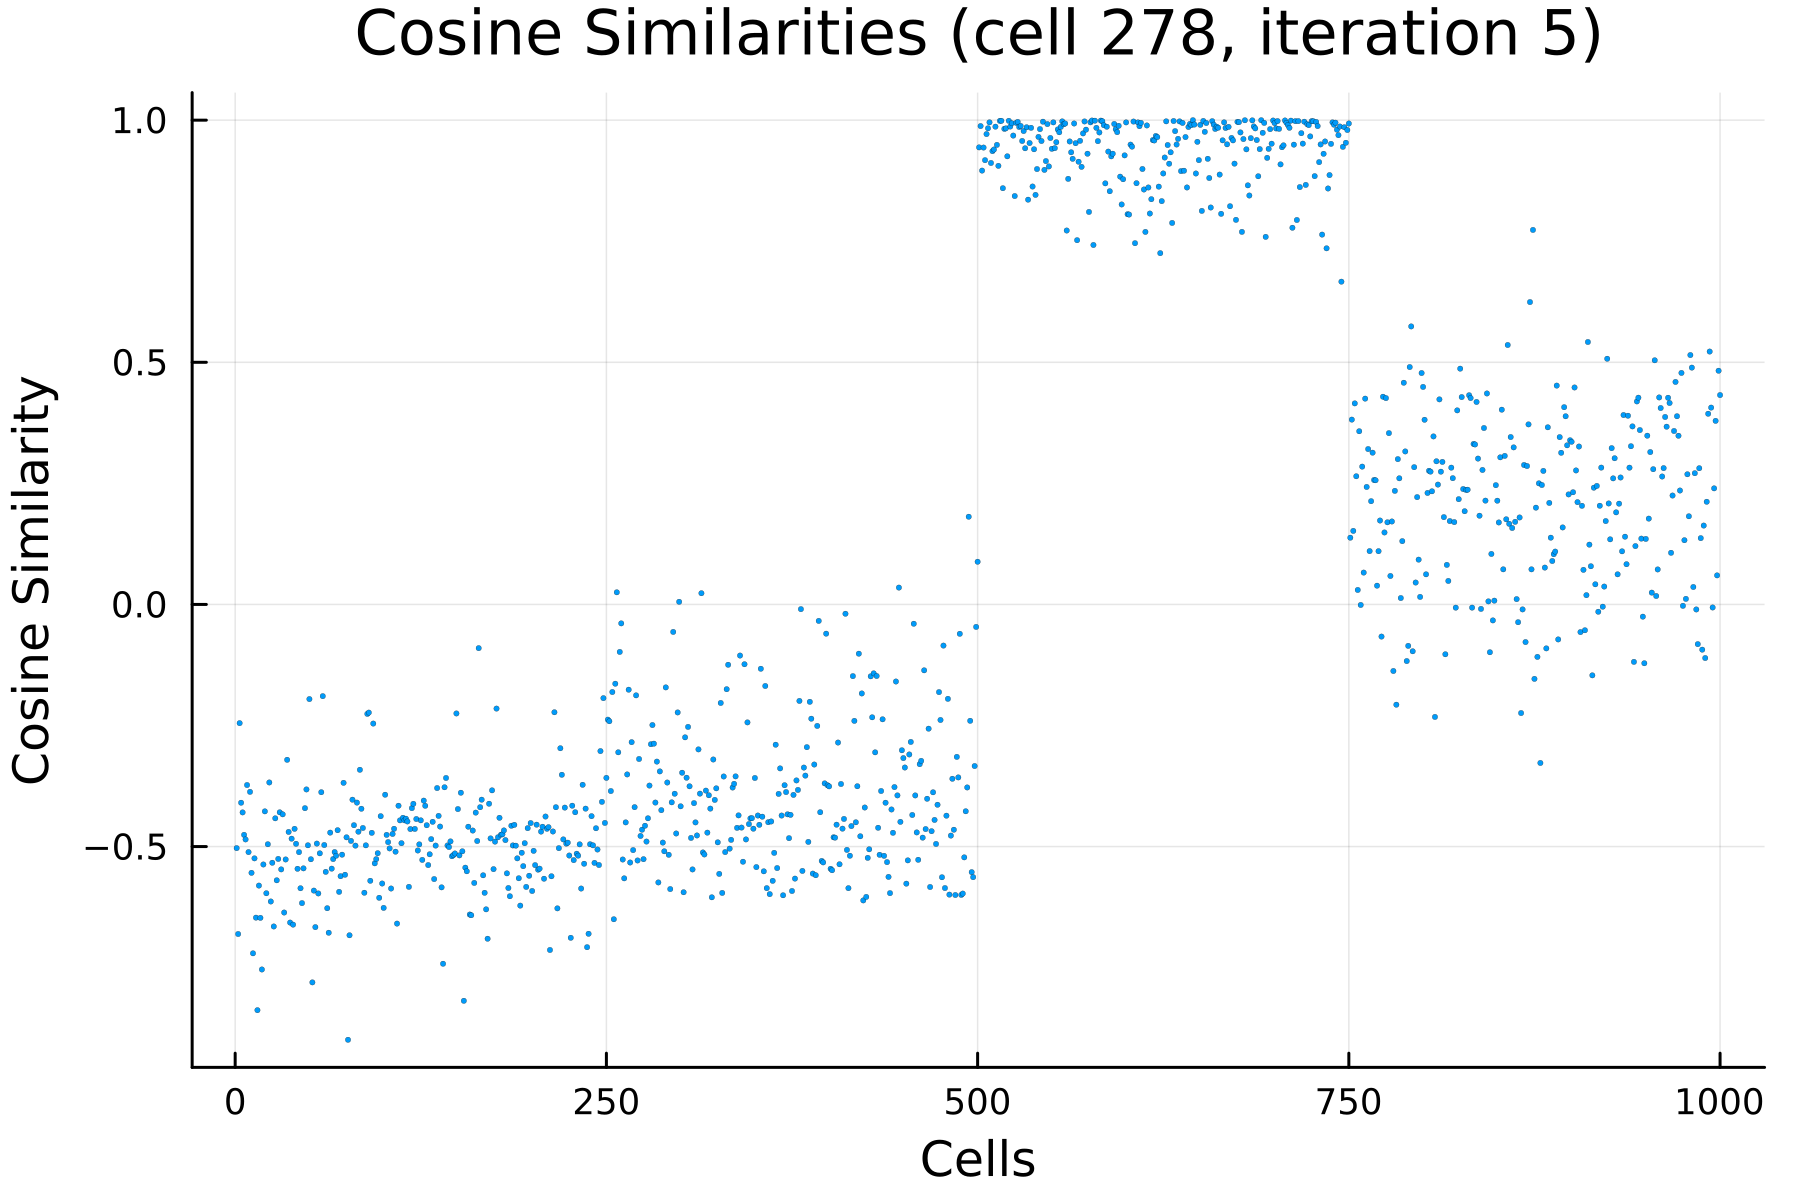 Cosine Similarities (cell 278, iteration 5)
Cosine Similarity
1.0
0.5
0.0
−0.5
0 250 500 750 1000
Cells